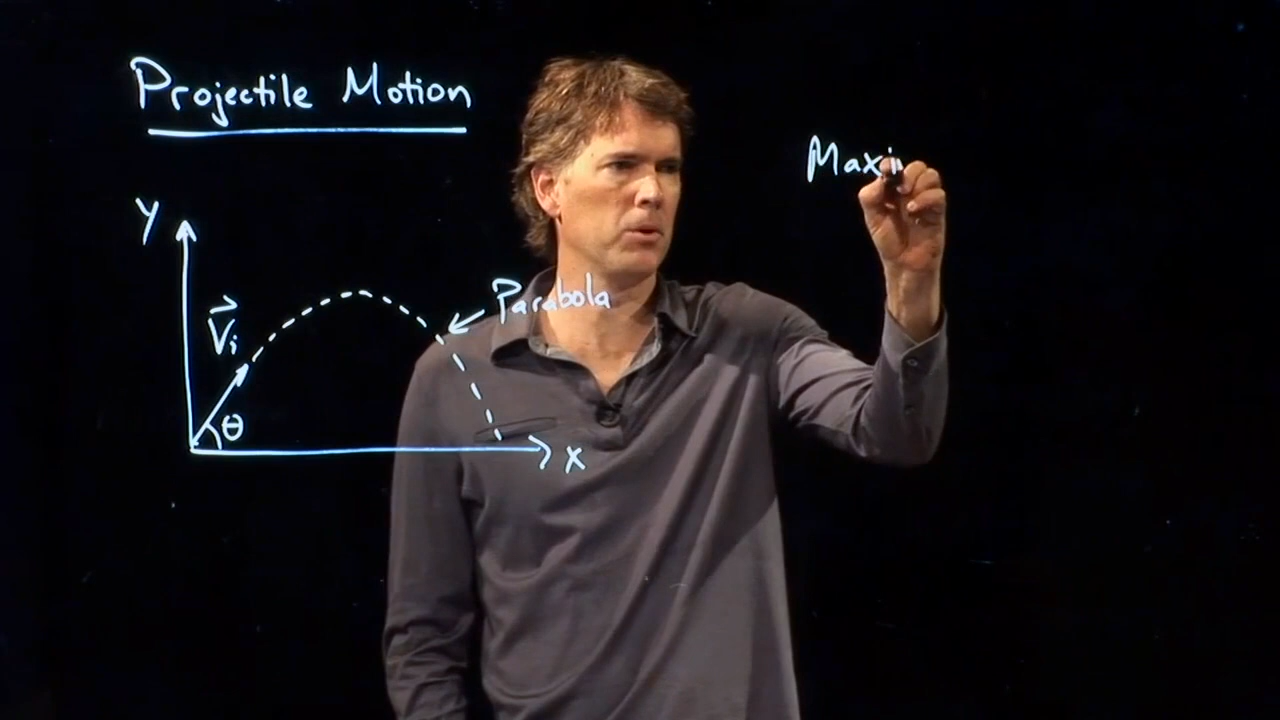 Projectile Motion
y
V⃗i
Parabola
θ
x
Maxi